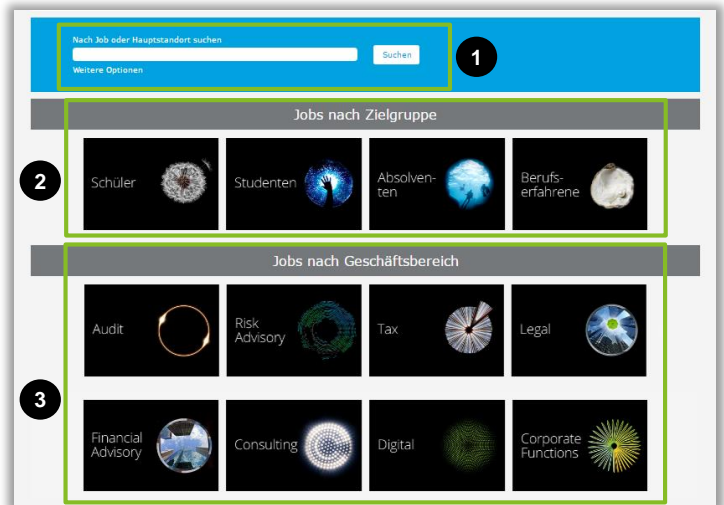 Nach Job oder Hauptstandort suchen
Suchen
Weitere Optionen
1
Jobs nach Zielgruppe
2
Schüler
Studenten
Absolven-
ten
Berufs-
erfahrene
Jobs nach Geschäftsbereich
Audit
Risk
Advisory
Tax
Legal
3
Financial
Advisory
Consulting
Digital
Corporate
Functions